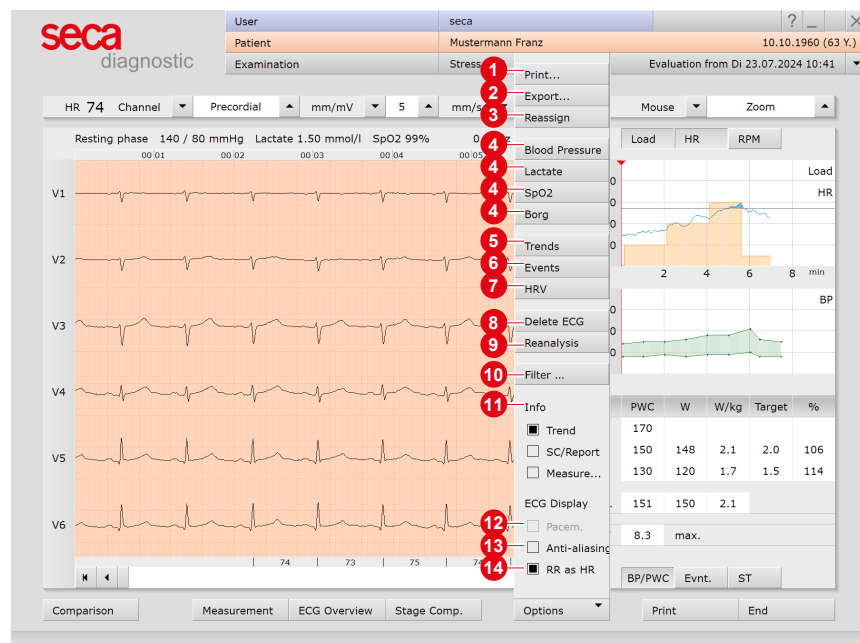 seca
diagnostic
User seca ? _ ×
Patient Mustermann Franz 10.10.1960 (63 Y.)
Examination Stress Evaluation from Di 23.07.2024 10:41
HR 74 Channel Precordial mm/mV 5 mm/s Mouse Zoom
Resting phase 140 / 80 mmHg Lactate 1.50 mmol/l SpO2 99% 0
00:01 00:02 00:03 00:04 00:05
V1
V2
V3
V4
V5
V6
74 73 75 74
1 Print...
2 Export...
3 Reassign
4 Blood Pressure
4 Lactate
4 SpO2
4 Borg
5 Trends
6 Events
7 HRV
8 Delete ECG
9 Reanalysis
10 Filter ...
11 Info
Trend
SC/Report
Measure...
ECG Display
12 Pacem.
13 Anti-aliasing
14 RR as HR
Load HR RPM
0 Load
0 HR
0
2 4 6 8 min
0 BP
0
0
PWC W W/kg Target %
170
150 148 2.1 2.0 106
130 120 1.7 1.5 114
151 150 2.1
8.3 max.
BP/PWC Evnt. ST
Comparison Measurement ECG Overview Stage Comp. Options Print End